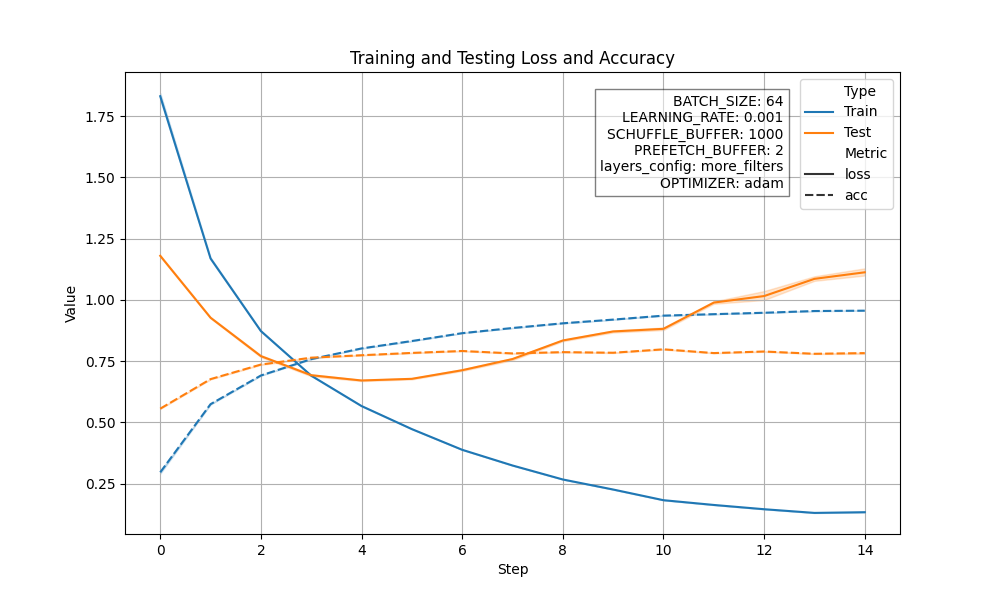 Training and Testing Loss and Accuracy
BATCH_SIZE: 64
LEARNING_RATE: 0.001
SCHUFFLE_BUFFER: 1000
PREFETCH_BUFFER: 2
layers_config: more_filters
OPTIMIZER: adam
Type
Train
Test
Metric
loss
acc
Value
1.75
1.50
1.25
1.00
0.75
0.50
0.25
0
2
4
6
8
10
12
14
Step